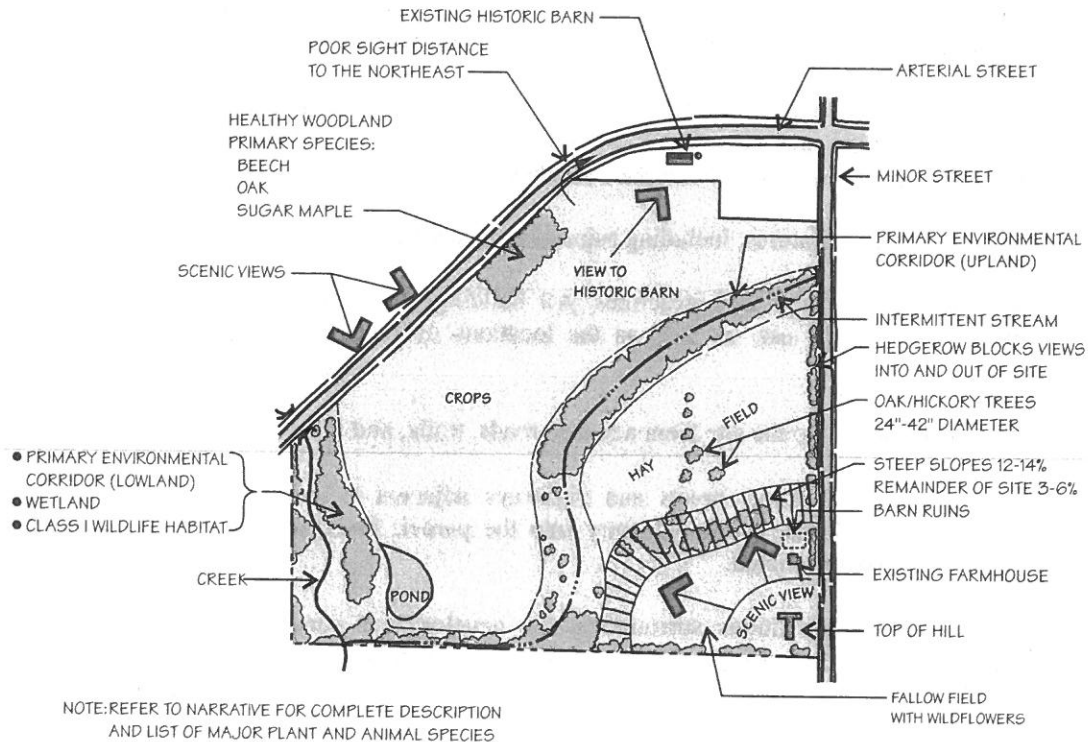 EXISTING HISTORIC BARN
POOR SIGHT DISTANCE
TO THE NORTHEAST
ARTERIAL STREET
HEALTHY WOODLAND
PRIMARY SPECIES:
BEECH
OAK
SUGAR MAPLE
MINOR STREET
PRIMARY ENVIRONMENTAL
CORRIDOR (UPLAND)
SCENIC VIEWS
VIEW TO
HISTORIC BARN
INTERMITTENT STREAM
HEDGEROW BLOCKS VIEWS
INTO AND OUT OF SITE
CROPS
OAK/HICKORY TREES
24"-42" DIAMETER
HAY FIELD
• PRIMARY ENVIRONMENTAL
CORRIDOR (LOWLAND)
• WETLAND
• CLASS I WILDLIFE HABITAT
STEEP SLOPES 12-14%
REMAINDER OF SITE 3-6%
BARN RUINS
CREEK
POND
EXISTING FARMHOUSE
SCENIC VIEW
T
TOP OF HILL
FALLOW FIELD
WITH WILDFLOWERS
NOTE: REFER TO NARRATIVE FOR COMPLETE DESCRIPTION
AND LIST OF MAJOR PLANT AND ANIMAL SPECIES